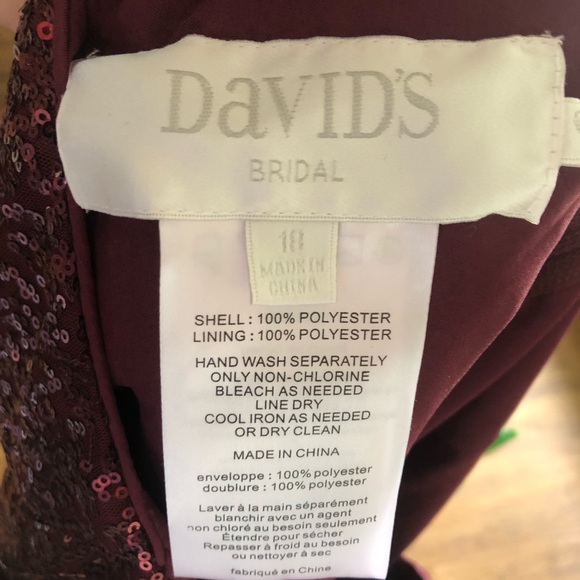 DAVID'S
BRIDAL
18
MADE IN
CHINA
SHELL : 100% POLYESTER
LINING : 100% POLYESTER
HAND WASH SEPARATELY
ONLY NON-CHLORINE
BLEACH AS NEEDED
LINE DRY
COOL IRON AS NEEDED
OR DRY CLEAN
MADE IN CHINA
enveloppe : 100% polyester
doublure : 100% polyester
Laver à la main séparément
blanchir avec un agent
non chloré au besoin seulement
Étendre pour sécher
Repasser à froid au besoin
ou nettoyer à sec
fabriqué en Chine